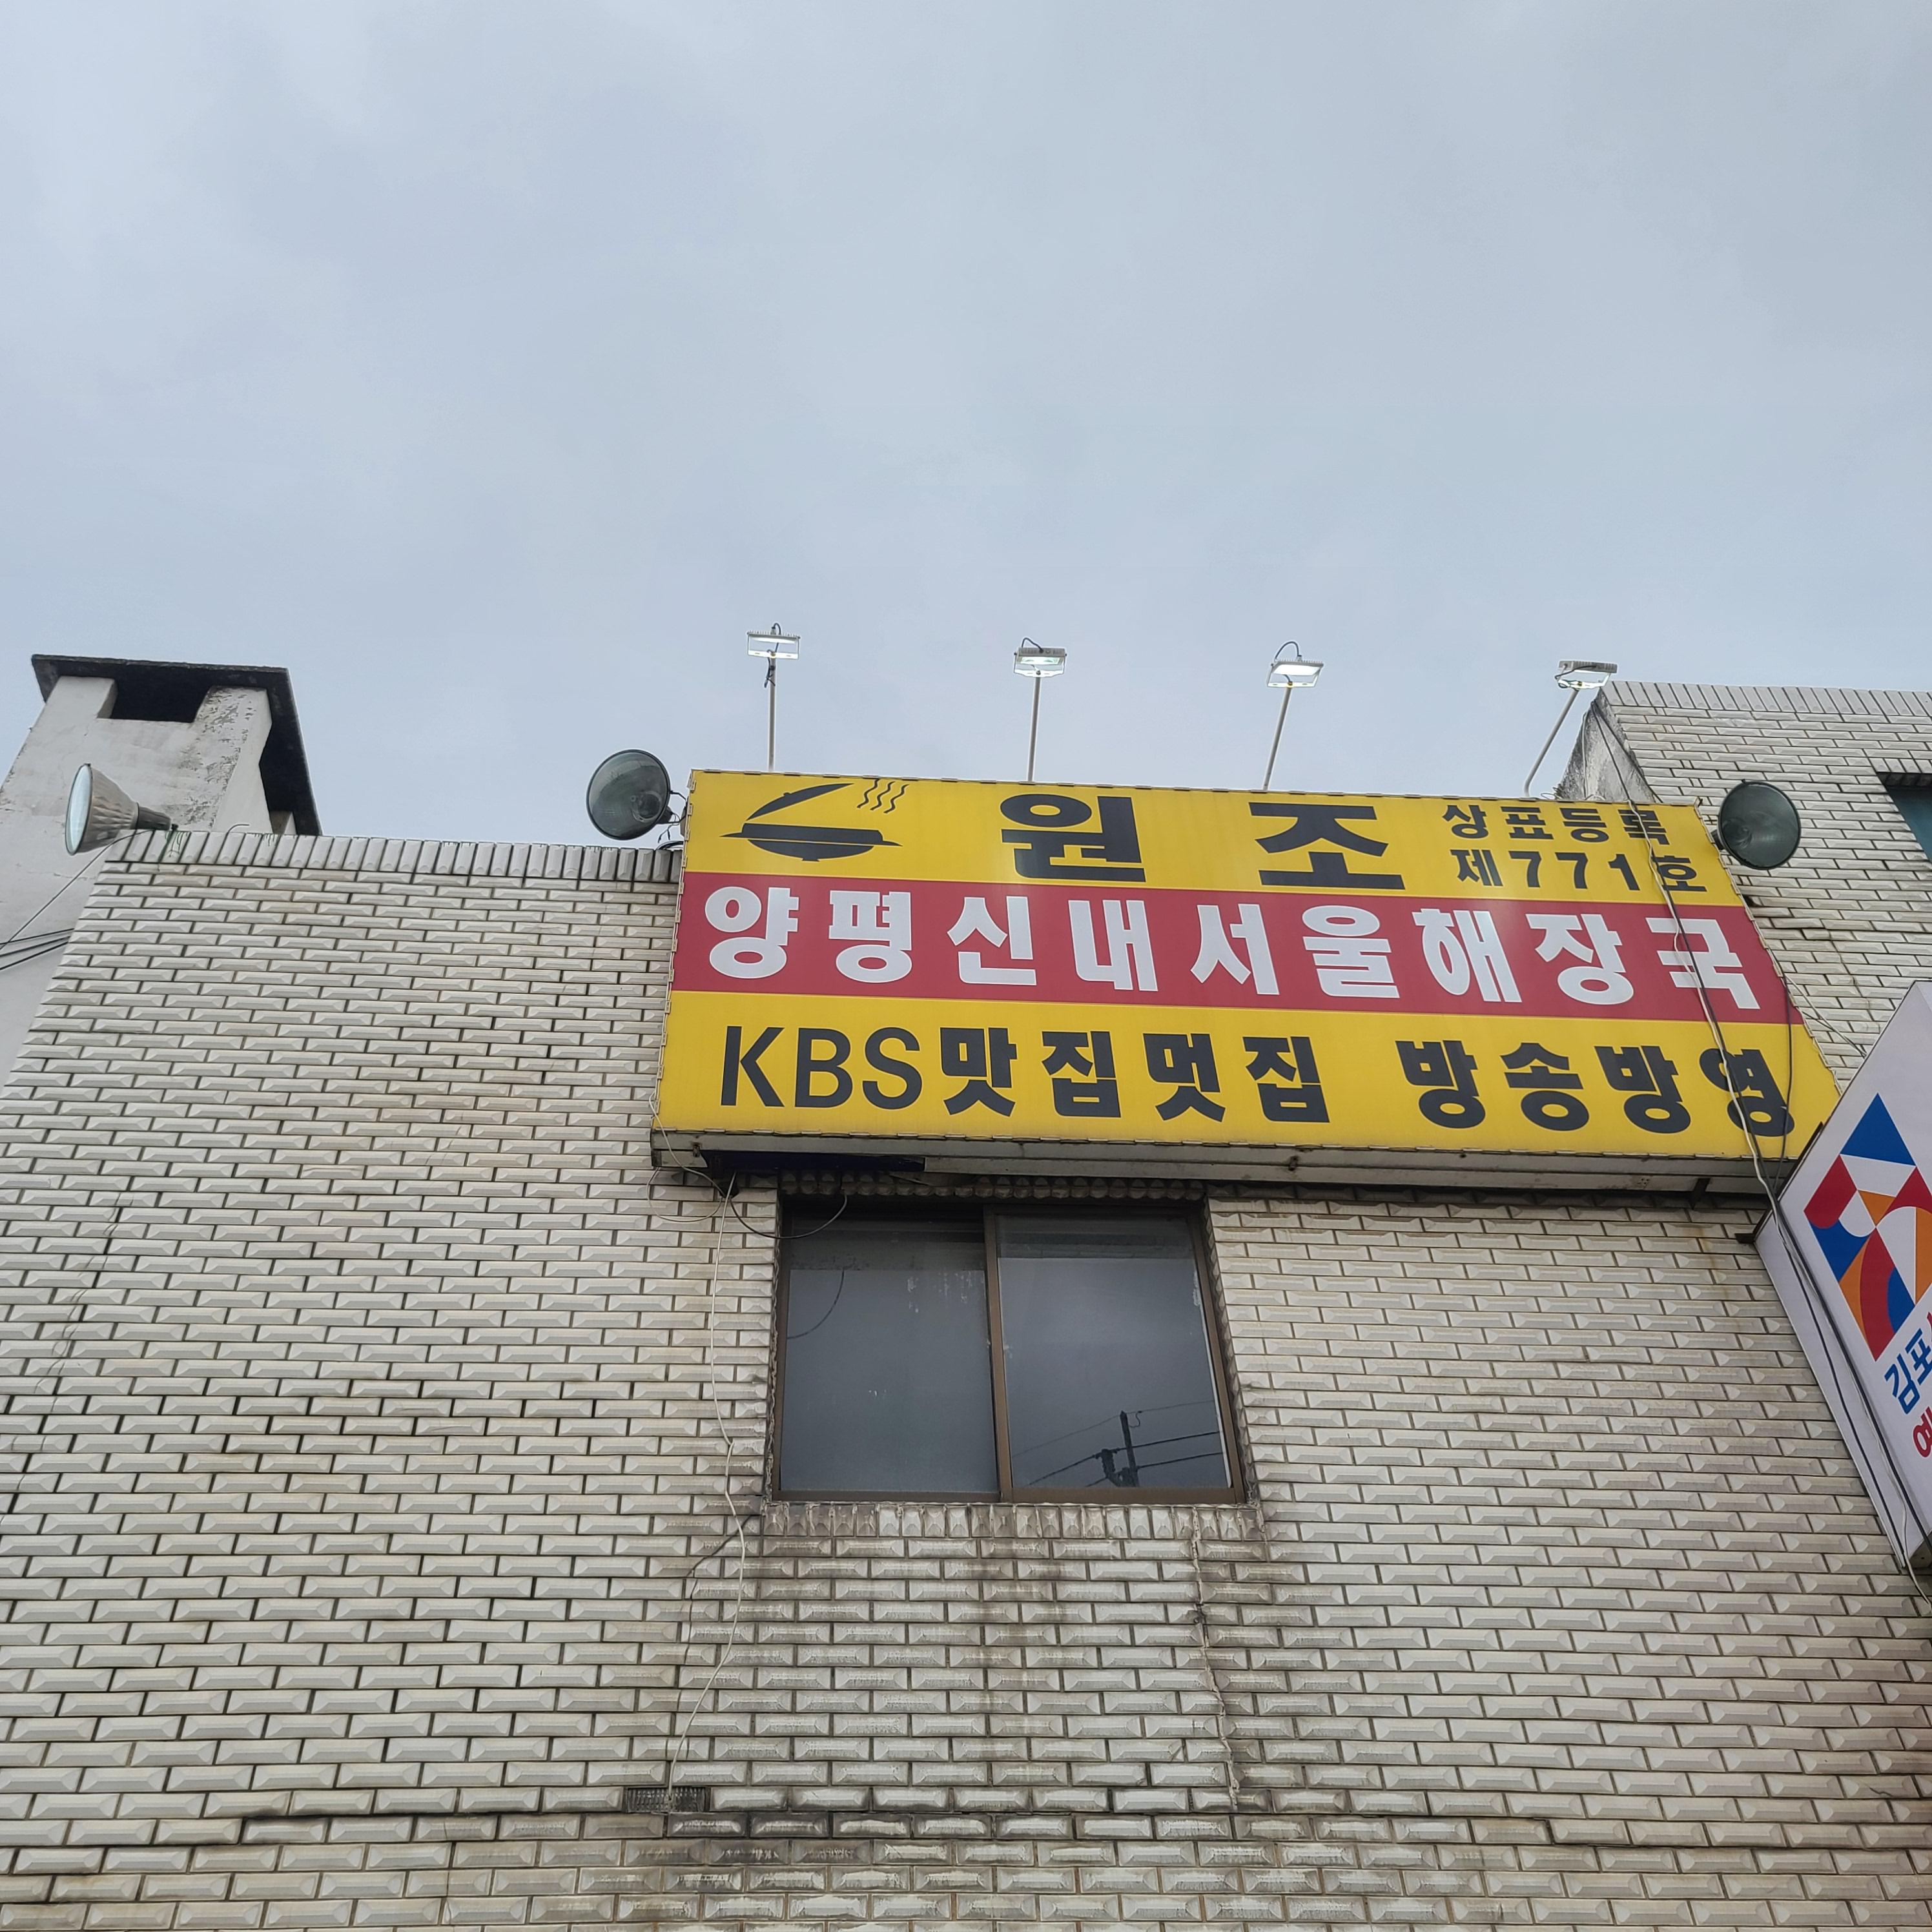 원 조
상표등록
제771호
양평신내서울해장국
KBS맛집멋집 방송방영
김포